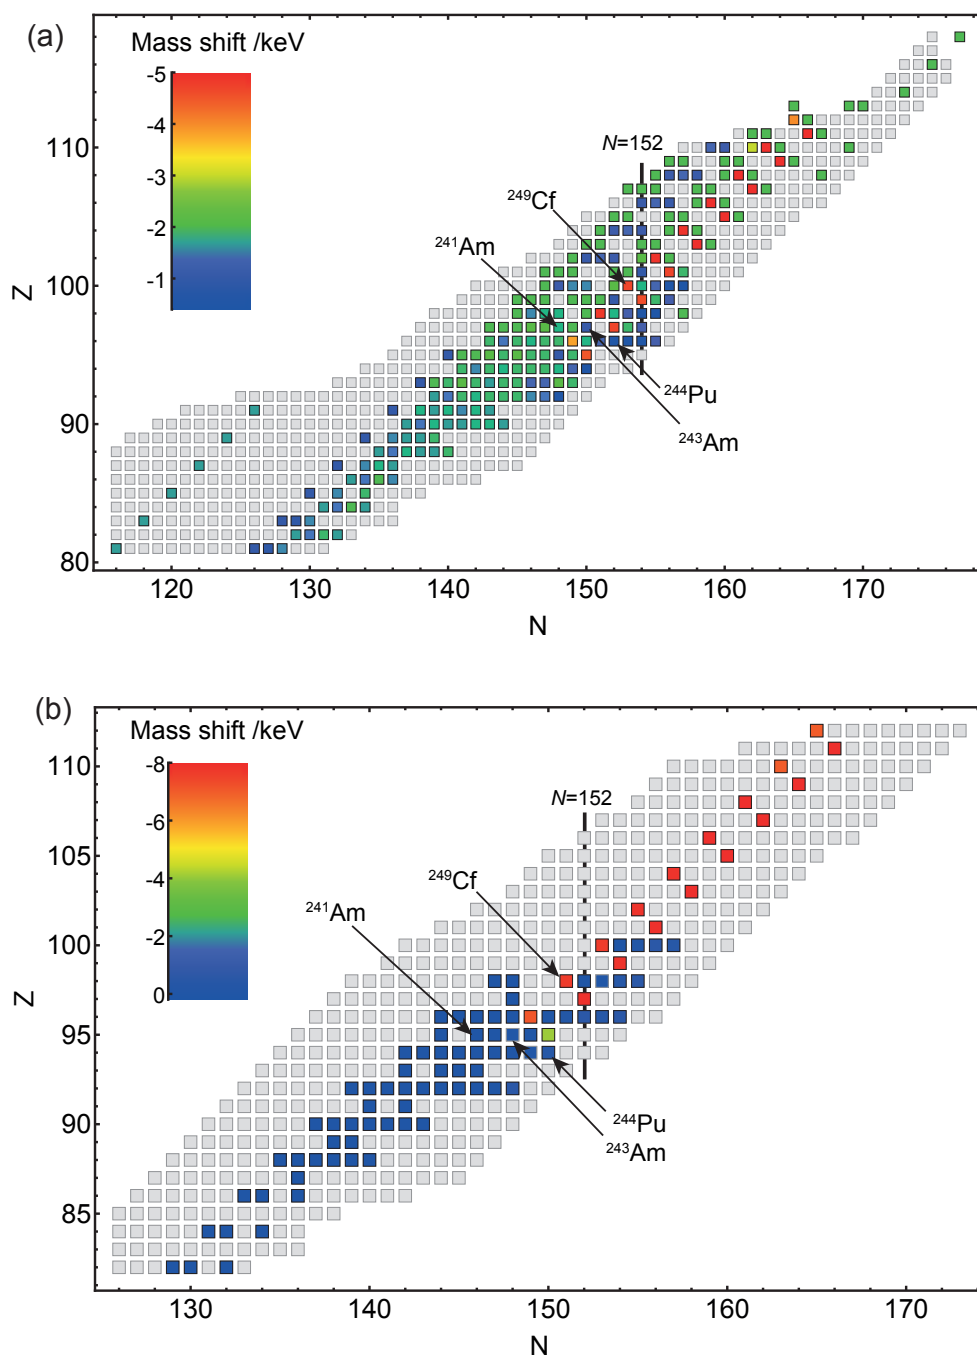 (a)
Mass shift /keV
-5
-4
-3
-2
-1
N=152
²⁴⁹Cf
²⁴¹Am
²⁴⁴Pu
²⁴³Am
110
100
90
80
Z
120
130
140
150
160
170
N
(b)
Mass shift /keV
-8
-6
-4
-2
0
N=152
²⁴⁹Cf
²⁴¹Am
²⁴⁴Pu
²⁴³Am
110
105
100
95
90
85
Z
130
140
150
160
170
N